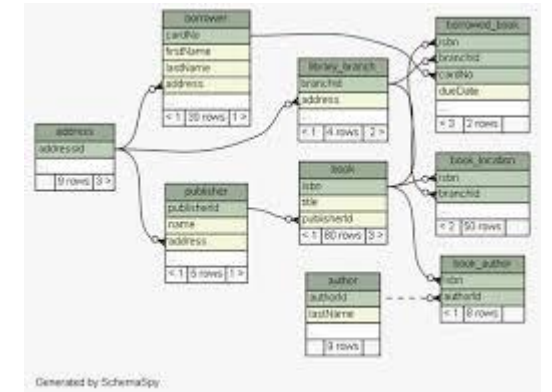 borrower
cardNo
firstName
lastName
address
< 1 30 rows 1 >
library_branch
branchId
address
< 1 4 rows 2 >
borrowed_book
isbn
branchId
cardNo
dueDate
< 3 2 rows
address
addressid
9 rows 3 >
publisher
publisherId
name
address
< 1 6 rows 1 >
book
isbn
title
publisherId
< 1 80 rows 3 >
book_location
isbn
branchId
< 2 50 rows
author
authorId
lastName
9 rows
book_author
isbn
authorId
< 1 8 rows
Generated by SchemaSpy